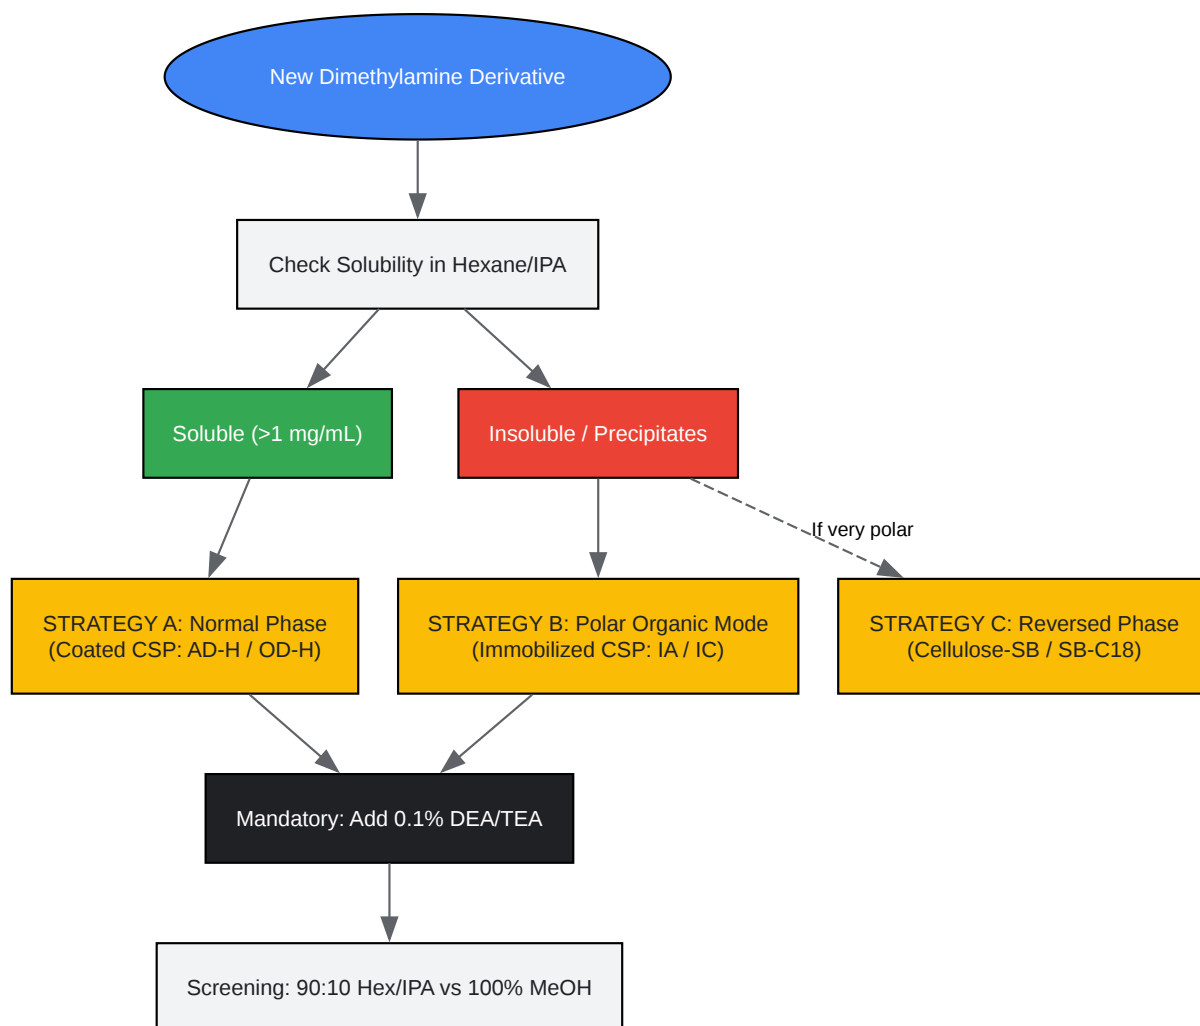 New Dimethylamine Derivative
Check Solubility in Hexane/IPA
Soluble (>1 mg/mL)
Insoluble / Precipitates
If very polar
STRATEGY A: Normal Phase
(Coated CSP: AD-H / OD-H)
STRATEGY B: Polar Organic Mode
(Immobilized CSP: IA / IC)
STRATEGY C: Reversed Phase
(Cellulose-SB / SB-C18)
Mandatory: Add 0.1% DEA/TEA
Screening: 90:10 Hex/IPA vs 100% MeOH